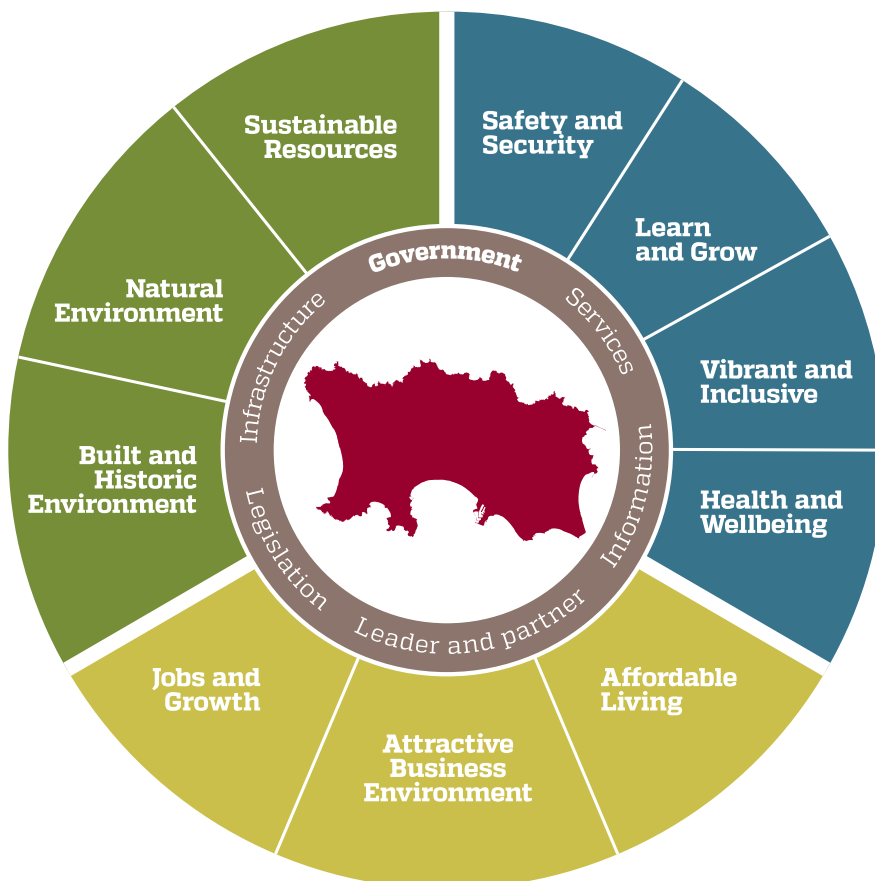 Sustainable
Resources
Safety and
Security
Learn
and Grow
Vibrant and
Inclusive
Health and
Wellbeing
Affordable
Living
Attractive
Business
Environment
Jobs and
Growth
Built and
Historic
Environment
Natural
Environment
Government
Services
Information
Leader and partner
Legislation
Infrastructure